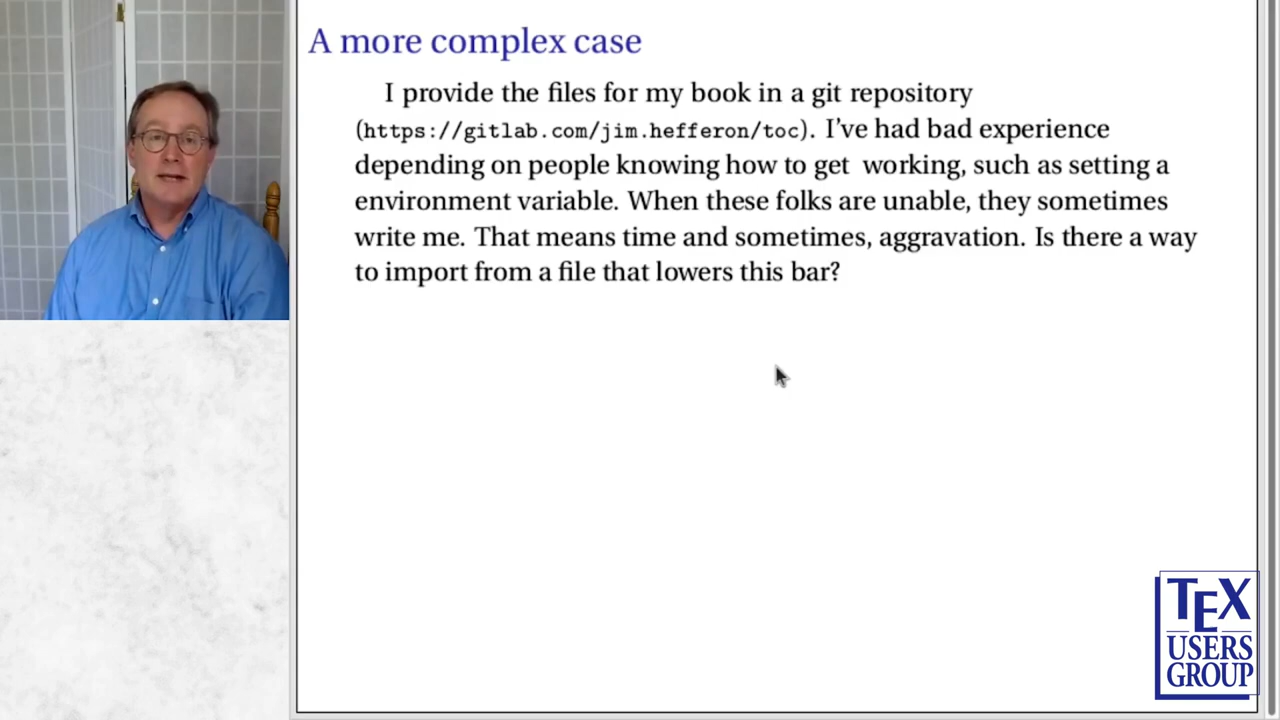 A more complex case
I provide the files for my book in a git repository
(https://gitlab.com/jim.hefferon/toc). I've had bad experience
depending on people knowing how to get  working, such as setting a
environment variable. When these folks are unable, they sometimes
write me. That means time and sometimes, aggravation. Is there a way
to import from a file that lowers this bar?
TEX
USERS
GROUP